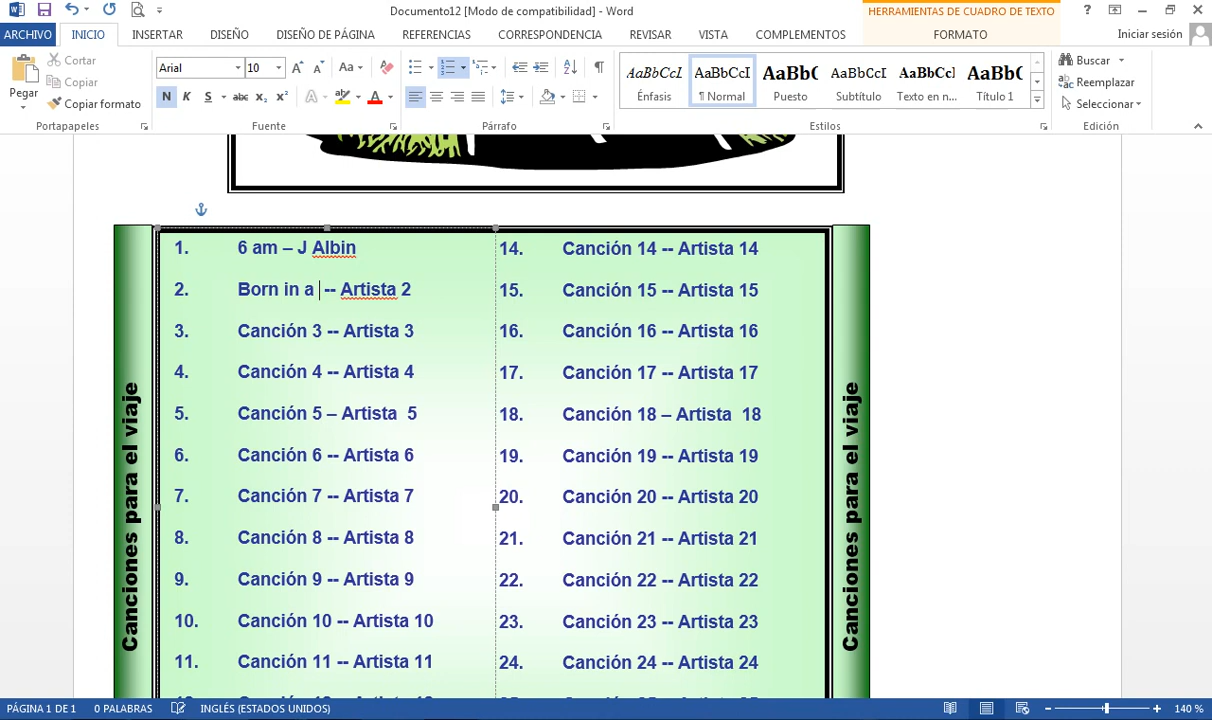 Documento12 [Modo de compatibilidad] - Word
HERRAMIENTAS DE CUADRO DE TEXTO
ARCHIVO INICIO INSERTAR DISEÑO DISEÑO DE PÁGINA REFERENCIAS CORRESPONDENCIA REVISAR VISTA COMPLEMENTOS FORMATO Iniciar sesión
Cortar
Copiar
Copiar formato
Pegar
Portapapeles
Arial 10
Aa
N K S abc x₂ x²
Fuente
Párrafo
AaBbCcL AaBbCcI AaBb( AaBbCcI AaBbCcI AaBb(
Énfasis ¶ Normal Puesto Subtítulo Texto en n... Título 1
Estilos
Buscar
Reemplazar
Seleccionar
Edición
Canciones para el viaje
1. 6 am – J Albin
2. Born in a -- Artista 2
3. Canción 3 -- Artista 3
4. Canción 4 -- Artista 4
5. Canción 5 – Artista 5
6. Canción 6 -- Artista 6
7. Canción 7 -- Artista 7
8. Canción 8 -- Artista 8
9. Canción 9 -- Artista 9
10. Canción 10 -- Artista 10
11. Canción 11 -- Artista 11
14. Canción 14 -- Artista 14
15. Canción 15 -- Artista 15
16. Canción 16 -- Artista 16
17. Canción 17 -- Artista 17
18. Canción 18 – Artista 18
19. Canción 19 -- Artista 19
20. Canción 20 -- Artista 20
21. Canción 21 -- Artista 21
22. Canción 22 -- Artista 22
23. Canción 23 -- Artista 23
24. Canción 24 -- Artista 24
Canciones para el viaje
PÁGINA 1 DE 1 0 PALABRAS INGLÉS (ESTADOS UNIDOS) 140 %